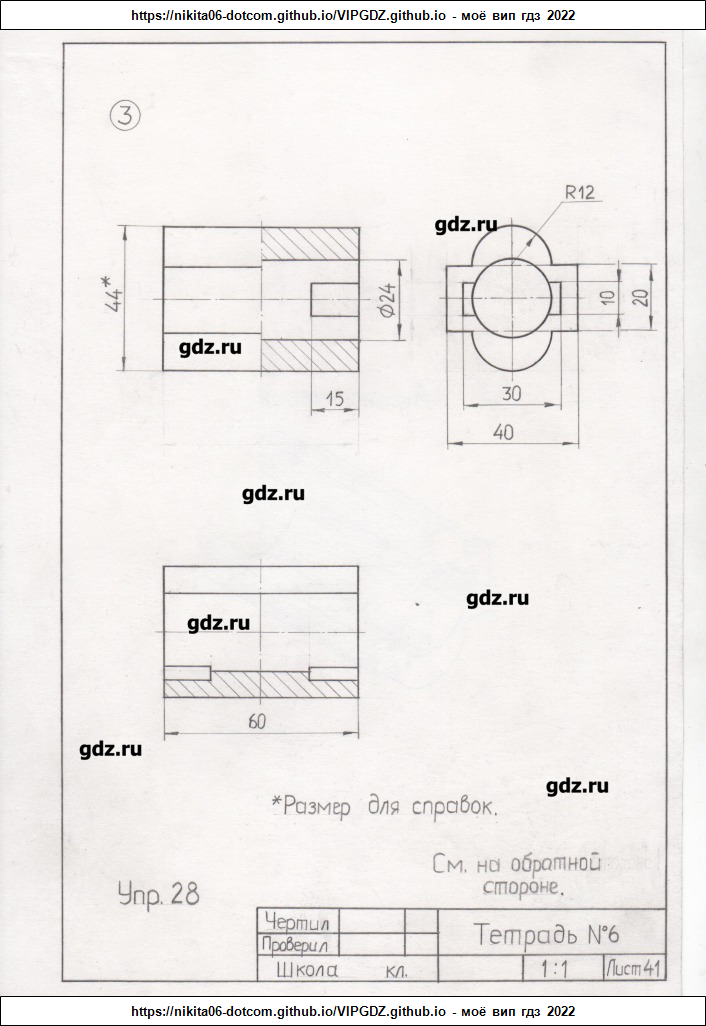 https://nikita06-dotcom.github.io/VIPGDZ.github.io - моё вип гдз 2022
3
R12
gdz.ru
44*
⌀24
10
20
gdz.ru
15
30
40
gdz.ru
gdz.ru
gdz.ru
60
gdz.ru
gdz.ru
*Размер для справок.
См. на обратной
стороне.
Упр. 28
Чертил
Проверил
Тетрадь №6
Школа кл.
1:1
Лист 41
https://nikita06-dotcom.github.io/VIPGDZ.github.io - моё вип гдз 2022